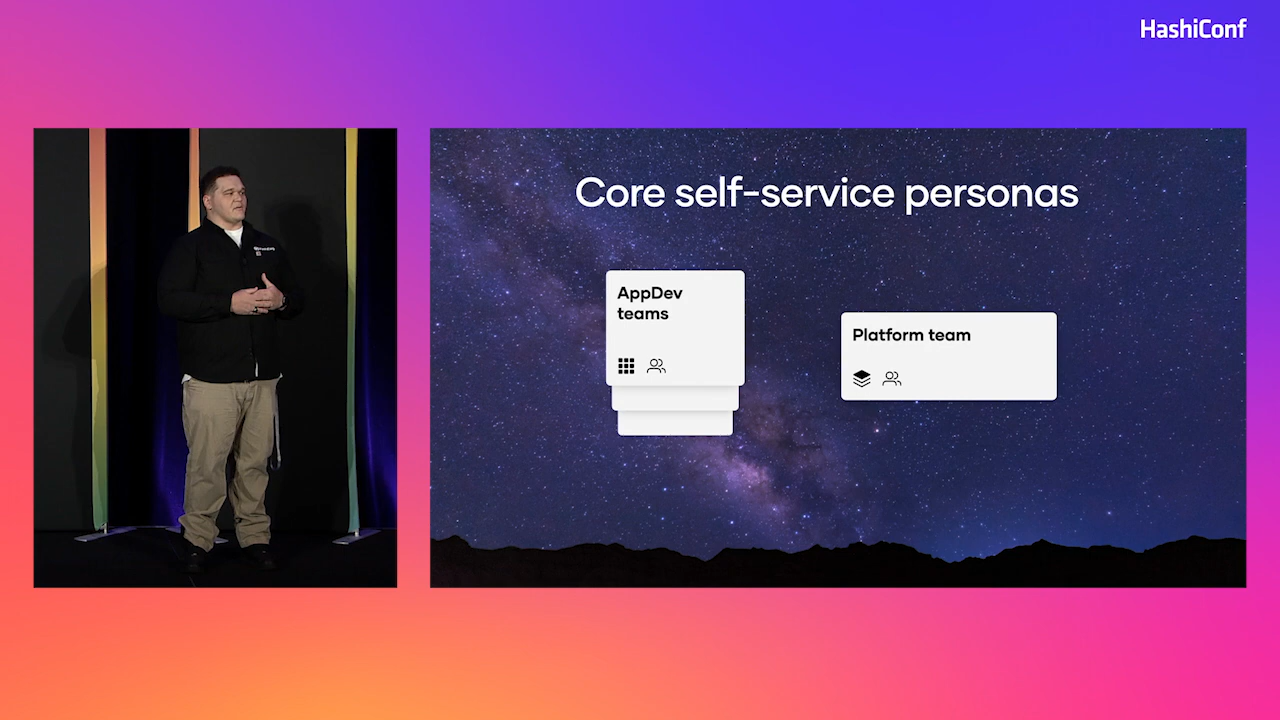 HashiConf
Core self-service personas
AppDev
teams
Platform team